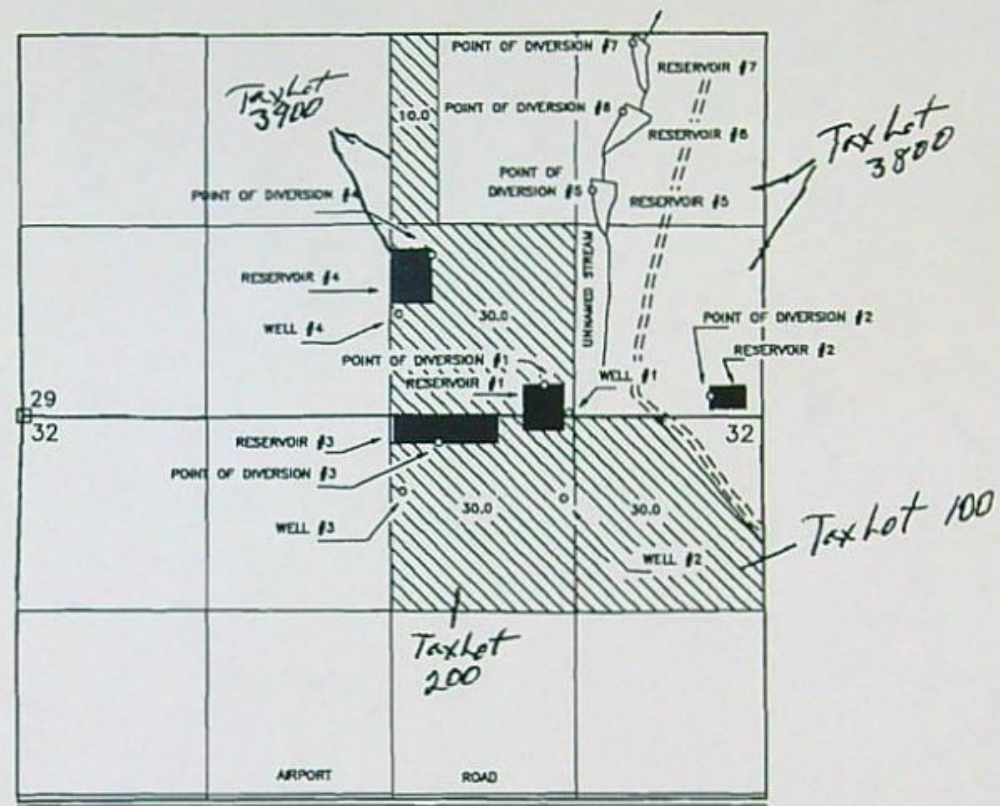 POINT OF DIVERSION #7
RESERVOIR #7
Tax Lot
3900
10.0
POINT OF DIVERSION #6
RESERVOIR #6
Tax Lot
3800
POINT OF
DIVERSION #5
POINT OF DIVERSION #4
RESERVOIR #5
UNNAMED STREAM
RESERVOIR #4
30.0
WELL #4
POINT OF DIVERSION #2
RESERVOIR #2
POINT OF DIVERSION #1
RESERVOIR #1
WELL #1
29
32
32
RESERVOIR #3
POINT OF DIVERSION #3
30.0
30.0
Tax Lot 100
WELL #3
WELL #2
Tax Lot
200
AIRPORT ROAD